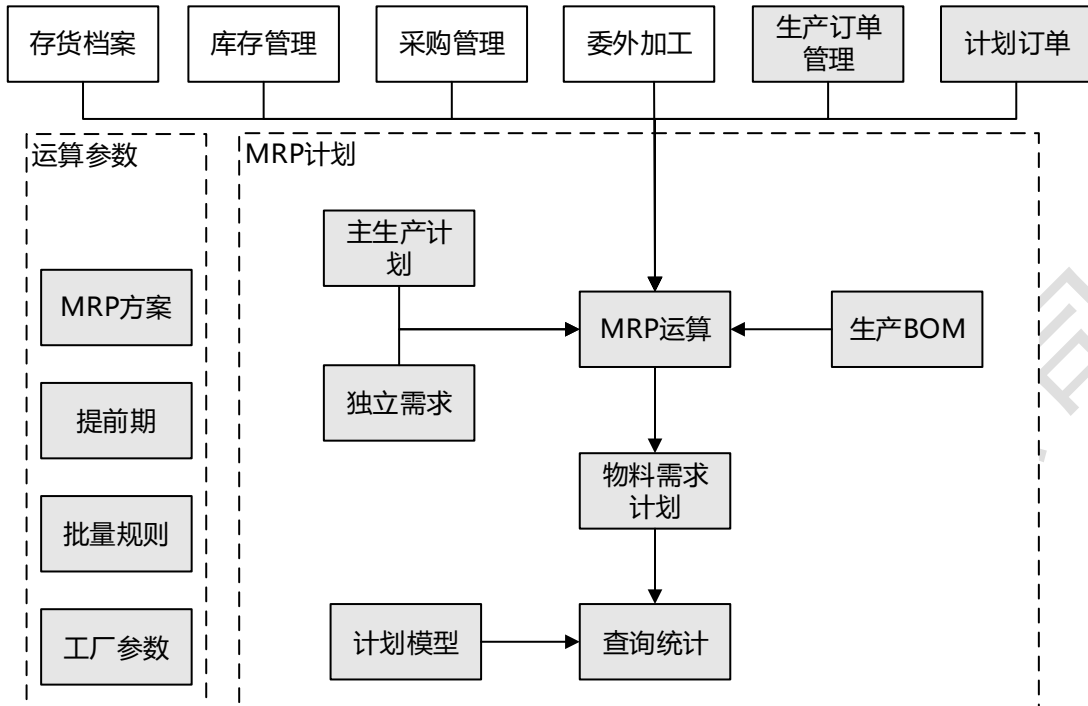 存货档案
库存管理
采购管理
委外加工
生产订单
管理
计划订单
运算参数
MRP计划
主生产计
划
MRP方案
MRP运算
生产BOM
提前期
独立需求
物料需求
计划
批量规则
工厂参数
计划模型
查询统计